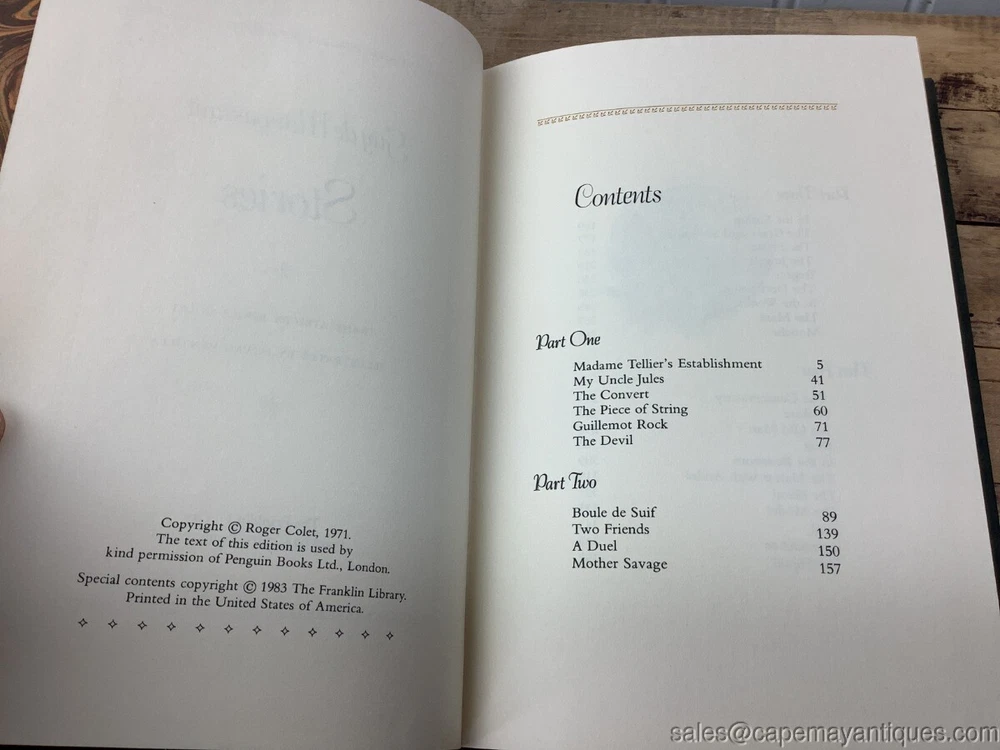 Copyright © Roger Colet, 1971.
The text of this edition is used by
kind permission of Penguin Books Ltd., London.
Special contents copyright © 1983 The Franklin Library.
Printed in the United States of America.
Contents
Part One
Madame Tellier's Establishment 5
My Uncle Jules 41
The Convert 51
The Piece of String 60
Guillemot Rock 71
The Devil 77
Part Two
Boule de Suif 89
Two Friends 139
A Duel 150
Mother Savage 157
sales@capemayantiques.com